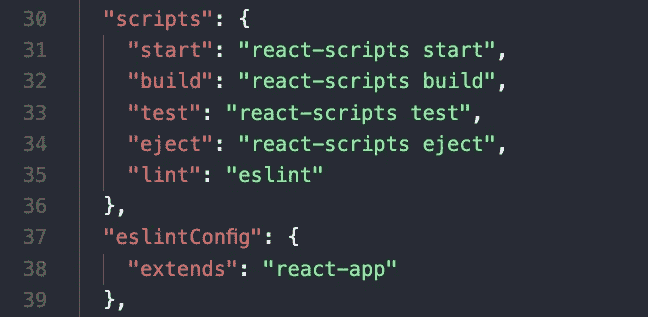 30 "scripts": {
31 "start": "react-scripts start",
32 "build": "react-scripts build",
33 "test": "react-scripts test",
34 "eject": "react-scripts eject",
35 "lint": "eslint"
36 },
37 "eslintConfig": {
38 "extends": "react-app"
39 },